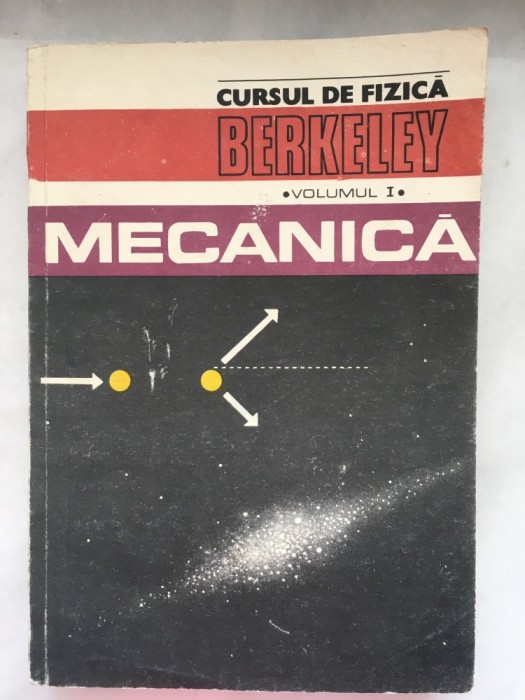 CURSUL DE FIZICĂ
BERKELEY
•VOLUMUL I•
MECANICĂ